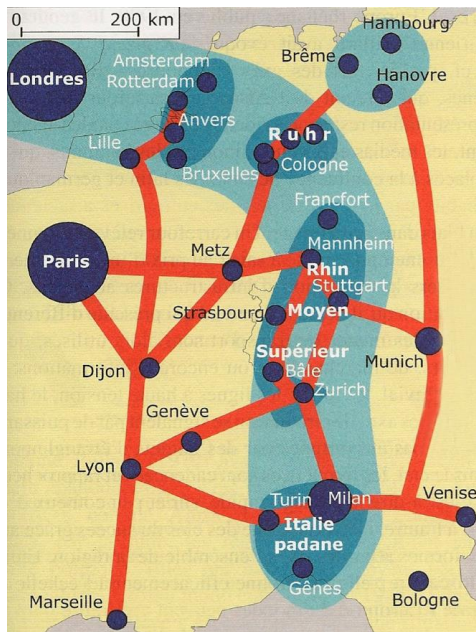 0 200 km
Hambourg
Brême
Hanovre
Londres
Amsterdam
Rotterdam
Anvers
Lille
Bruxelles
Ruhr
Cologne
Francfort
Paris
Metz
Mannheim
Rhin
Stuttgart
Strasbourg
Moyen
Supérieur
Munich
Dijon
Bâle
Zurich
Genève
Lyon
Turin
Milan
Venise
Italie
padane
Gênes
Bologne
Marseille